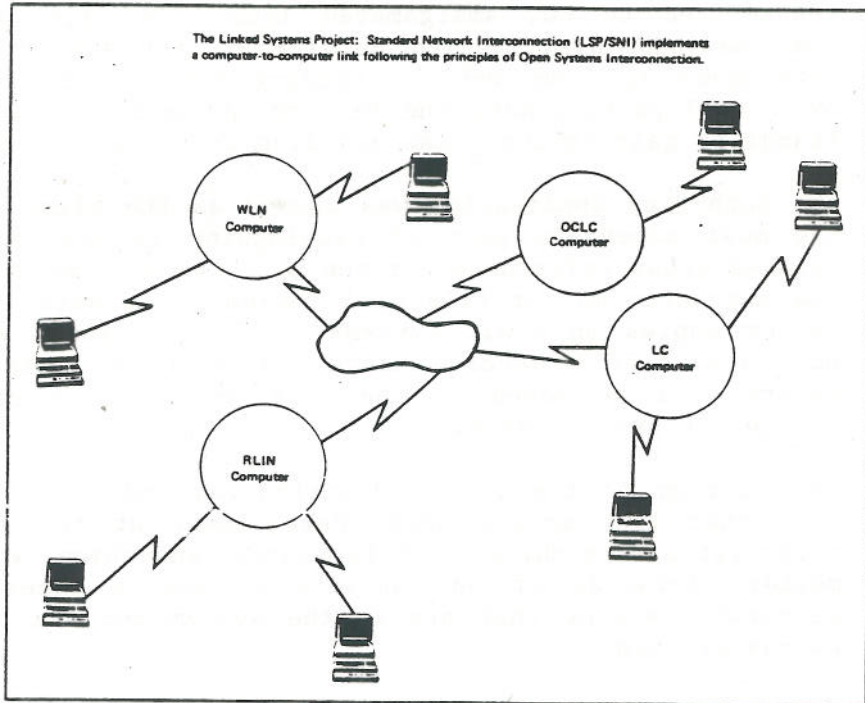 The Linked Systems Project: Standard Network Interconnection (LSP/SNI) implements
a computer-to-computer link following the principles of Open Systems Interconnection.
WLN
Computer
OCLC
Computer
LC
Computer
RLIN
Computer